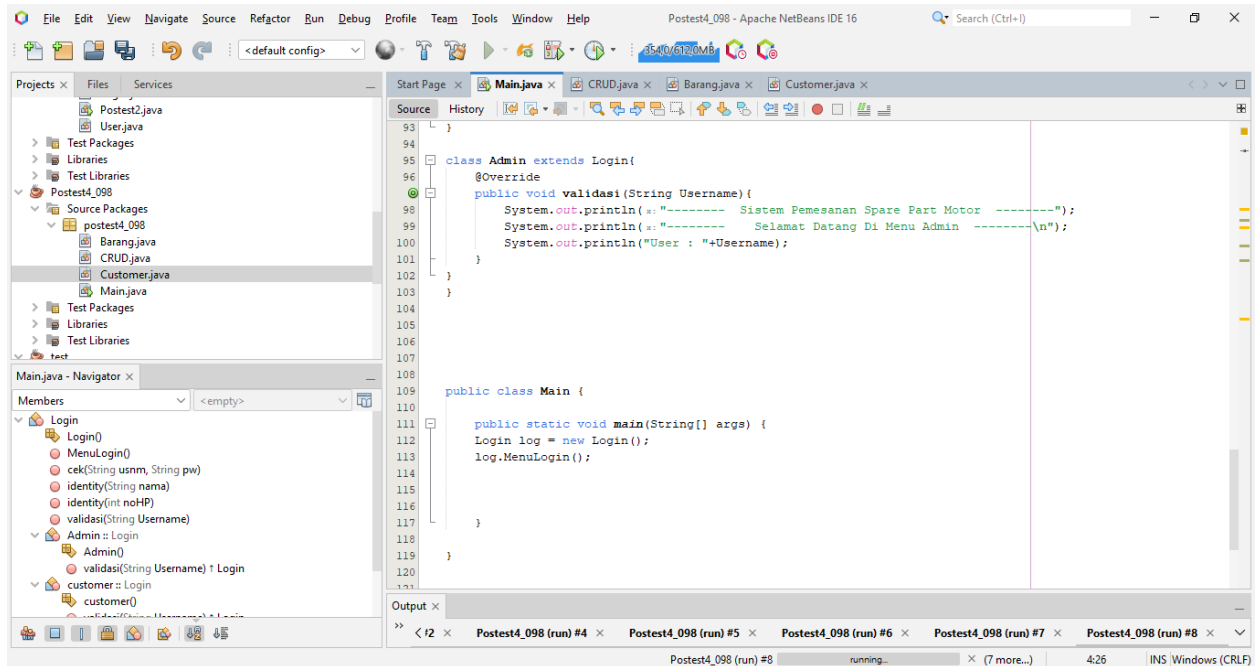 File Edit View Navigate Source Refactor Run Debug Profile Team Tools Window Help Postest4_098 - Apache NetBeans IDE 16 Search (Ctrl+I)
<default config> 354,0/612,0MB
Projects Files Services
Postest2.java
User.java
Test Packages
Libraries
Test Libraries
Postest4_098
Source Packages
postest4_098
Barang.java
CRUD.java
Customer.java
Main.java
Test Packages
Libraries
Test Libraries
test
Main.java - Navigator
Members <empty>
Login
Login()
MenuLogin()
cek(String usnm, String pw)
identity(String nama)
identity(int noHP)
validasi(String Username)
Admin :: Login
Admin()
validasi(String Username) ↑ Login
customer :: Login
customer()
validasi(String Username) ↑ Login
Start Page Main.java CRUD.java Barang.java Customer.java
Source History
93 }
94
95 class Admin extends Login{
96 @Override
public void validasi(String Username){
98 System.out.println( x: "-------- Sistem Pemesanan Spare Part Motor --------");
99 System.out.println( x: "-------- Selamat Datang Di Menu Admin --------\n");
100 System.out.println("User : "+Username);
101 }
102 }
103 }
104
105
106
107
108
109 public class Main {
110
111 public static void main(String[] args) {
112 Login log = new Login();
113 log.MenuLogin();
114
115
116
117 }
118
119 }
120
121
Output
12 Postest4_098 (run) #4 Postest4_098 (run) #5 Postest4_098 (run) #6 Postest4_098 (run) #7 Postest4_098 (run) #8
Postest4_098 (run) #8 running... (7 more...) 4:26 INS Windows (CRLF)